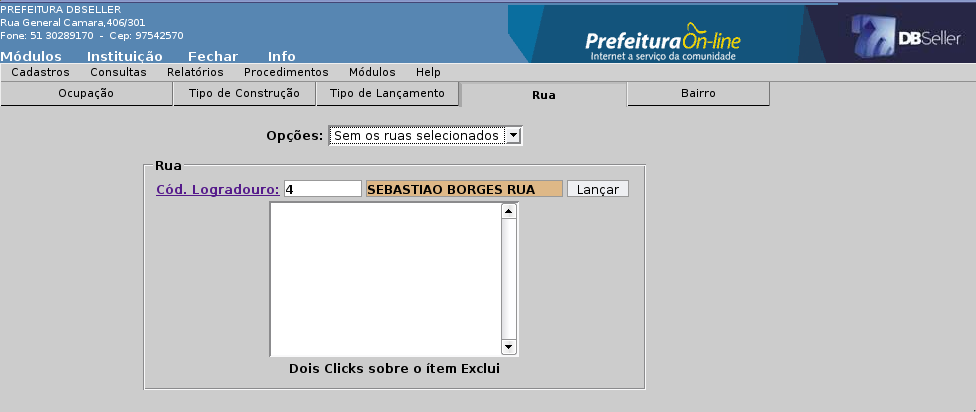 PREFEITURA DBSELLER
Rua General Camara,406/301
Fone: 51 30289170 - Cep: 97542570
Prefeitura On-line
Internet a serviço da comunidade
DBSeller
Módulos Instituição Fechar Info
Cadastros Consultas Relatórios Procedimentos Módulos Help
Ocupação Tipo de Construção Tipo de Lançamento Rua Bairro
Opções: Sem os ruas selecionados
Rua
Cód. Logradouro: 4 SEBASTIAO BORGES RUA Lançar
Dois Clicks sobre o ítem Exclui